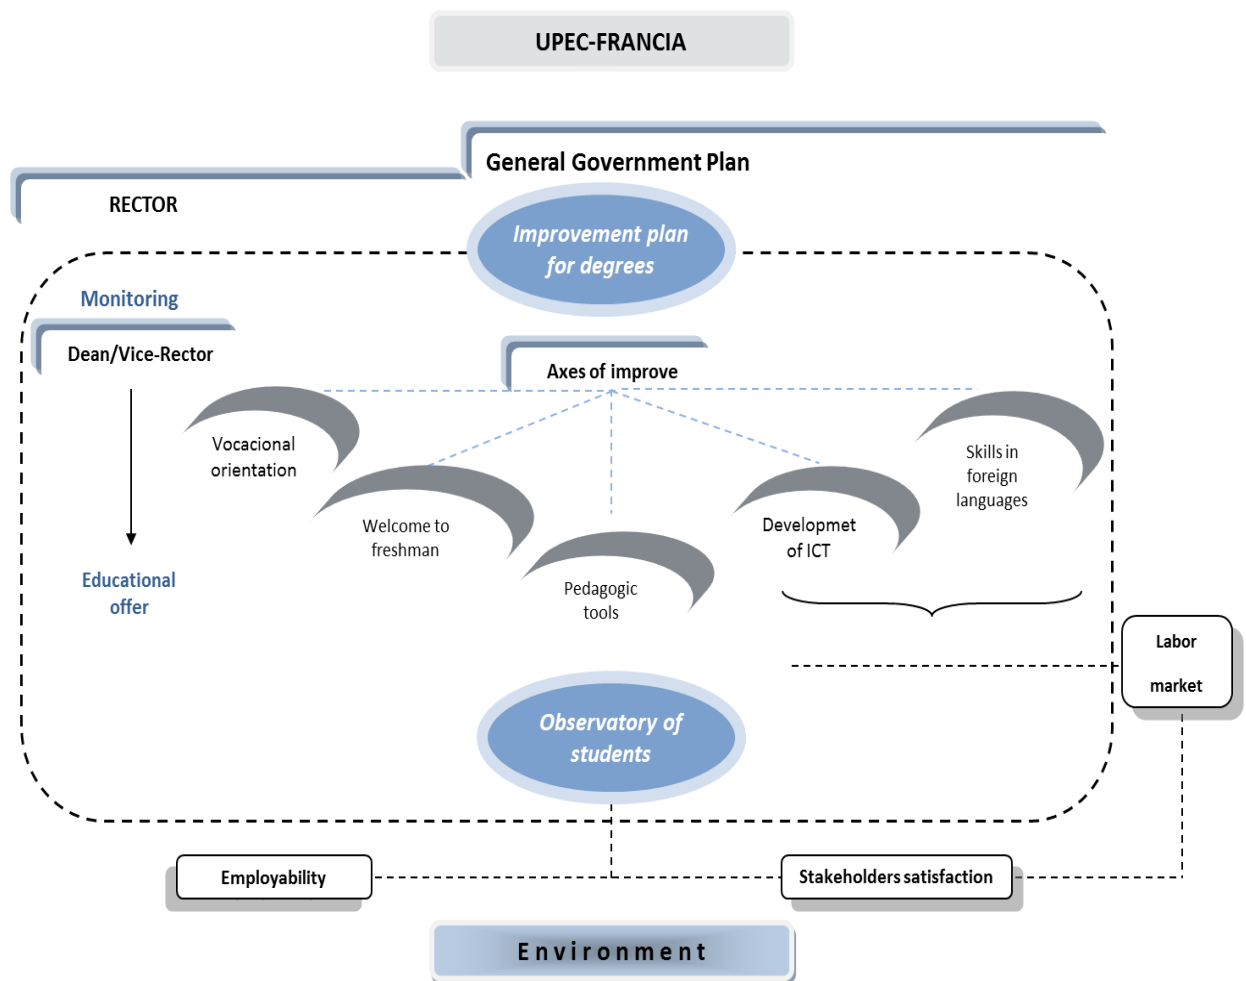 UPEC-FRANCIA
General Government Plan
RECTOR
Improvement plan
for degrees
Monitoring
Dean/Vice-Rector
Axes of improve
Vocacional
orientation
Skills in
foreign
languages
Welcome to
freshman
Developmet
of ICT
Pedagogic
tools
Educational
offer
Labor
market
Observatory of
students
Employability
Stakeholders satisfaction
Environment